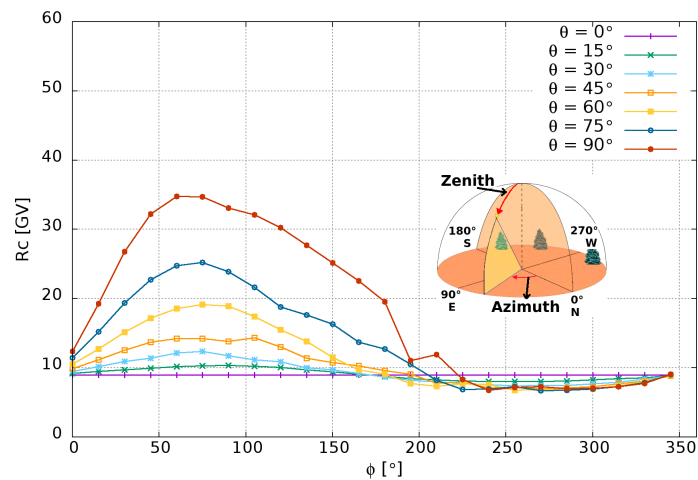 60
50
40
30
20
10
0
Rc [GV]
0
50
100
150
200
250
300
350
ϕ [°]
θ = 0°
θ = 15°
θ = 30°
θ = 45°
θ = 60°
θ = 75°
θ = 90°
Zenith
180°
S
270°
W
90°
E
0°
N
Azimuth